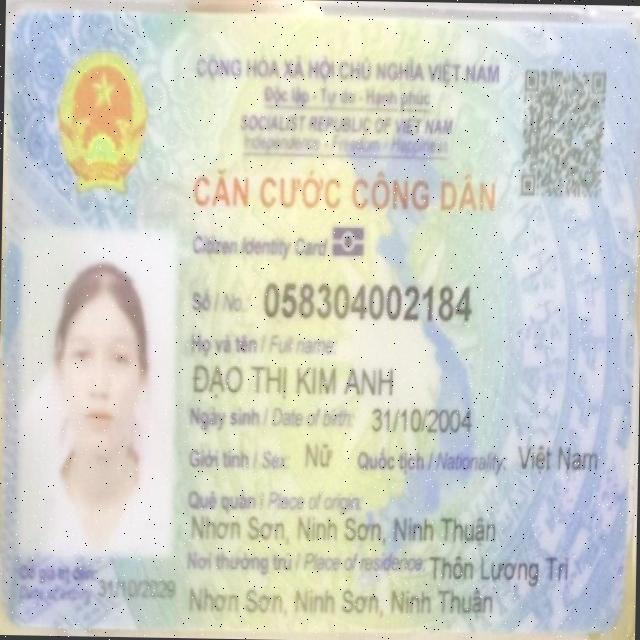 CỘNG HÒA XÃ HỘI CHỦ NGHĨA VIỆT NAM
Độc lập - Tự do - Hạnh phúc
SOCIALIST REPUBLIC OF VIET NAM
Independence - Freedom - Happiness
CĂN CƯỚC CÔNG DÂN
Citizen Identity Card
Số / No.: 058304002184
Họ và tên / Full name:
ĐẠO THỊ KIM ANH
Ngày sinh / Date of birth: 31/10/2004
Giới tính / Sex: Nữ Quốc tịch / Nationality: Việt Nam
Quê quán / Place of origin:
Nhơn Sơn, Ninh Sơn, Ninh Thuận
Nơi thường trú / Place of residence: Thôn Lương Tri
Nhơn Sơn, Ninh Sơn, Ninh Thuận
Có giá trị đến: 31/10/2029
Date of expiry